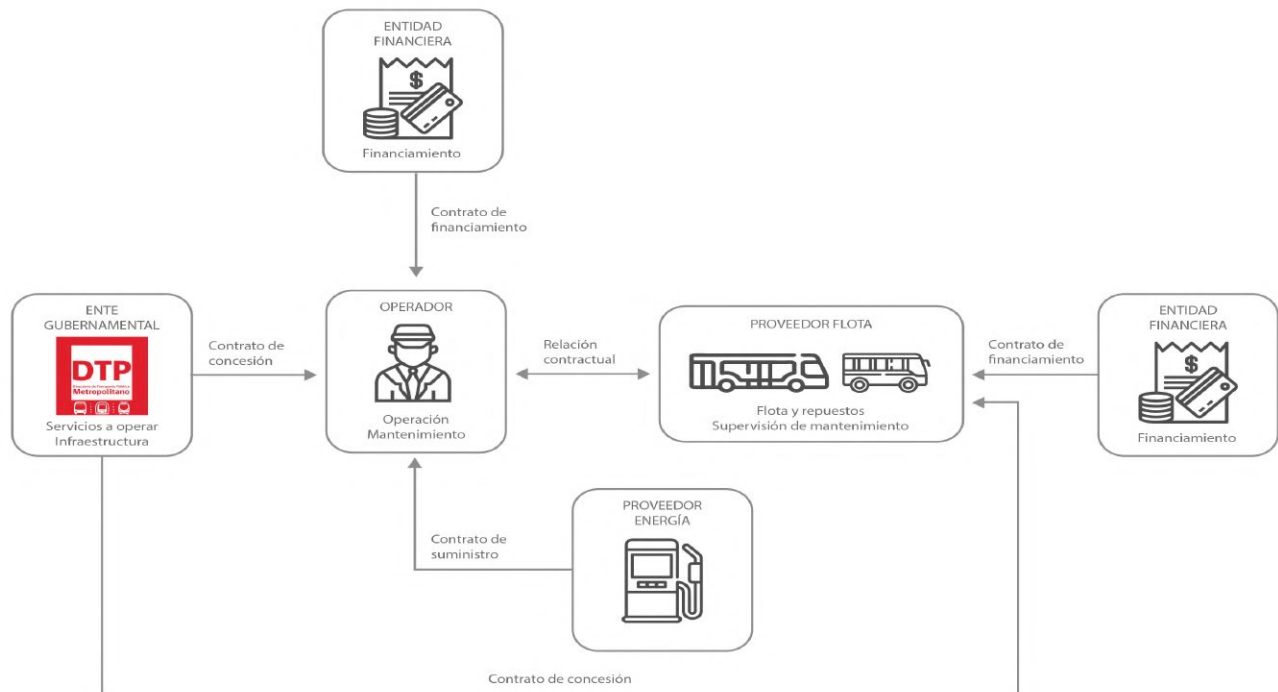 ENTIDAD
FINANCIERA
$
Financiamiento
Contrato de
financiamiento
ENTE
GUBERNAMENTAL
DTP
Metropolitano
Servicios a operar
Infraestructura
Contrato de
concesión
OPERADOR
Operación
Mantenimiento
Relación
contractual
PROVEEDOR FLOTA
Flota y repuestos
Supervisión de mantenimiento
Contrato de
financiamiento
ENTIDAD
FINANCIERA
$
Financiamiento
Contrato de
suministro
PROVEEDOR
ENERGÍA
Contrato de concesión